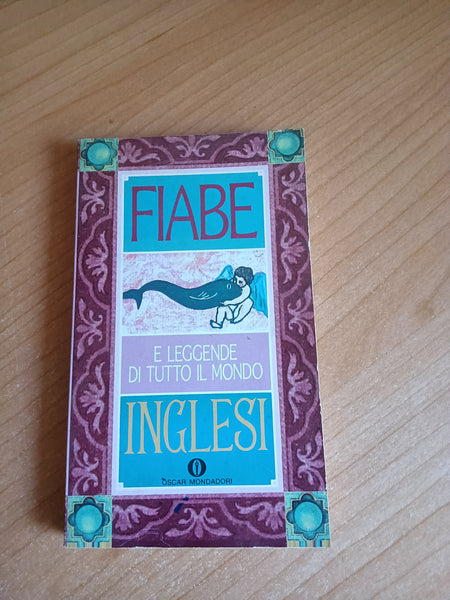 FIABE
E LEGGENDE
DI TUTTO IL MONDO
INGLESI
OSCAR MONDADORI